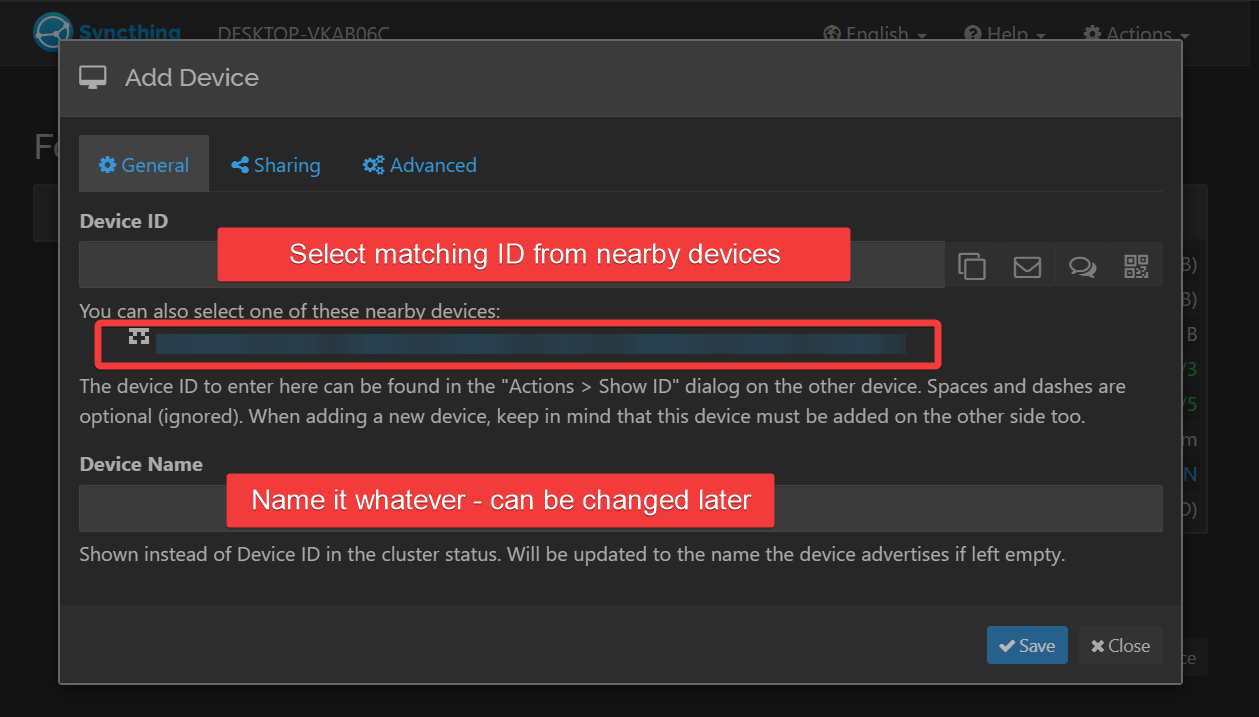 Syncthing DESKTOP-VKAB06C English Help Actions
Add Device
General Sharing Advanced
Device ID
Select matching ID from nearby devices
You can also select one of these nearby devices:
The device ID to enter here can be found in the "Actions > Show ID" dialog on the other device. Spaces and dashes are
optional (ignored). When adding a new device, keep in mind that this device must be added on the other side too.
Device Name
Name it whatever - can be changed later
Shown instead of Device ID in the cluster status. Will be updated to the name the device advertises if left empty.
Save Close